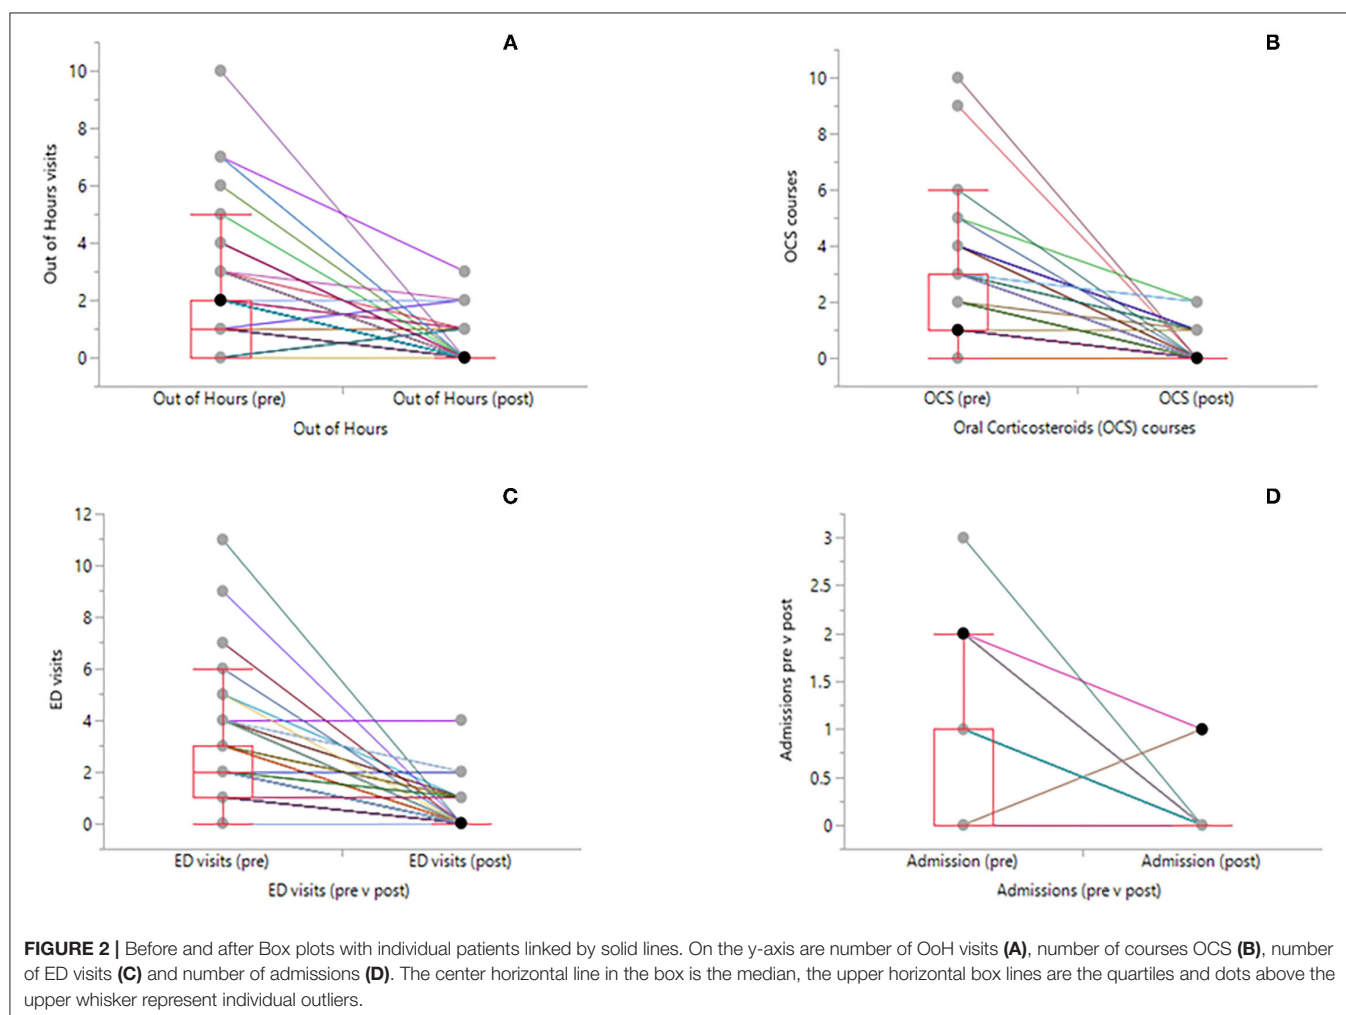 A
Out of Hours visits
10
8
6
4
2
0
Out of Hours (pre)
Out of Hours (post)
Out of Hours
B
OCS courses
10
8
6
4
2
0
OCS (pre)
OCS (post)
Oral Corticosteroids (OCS) courses
C
ED visits
12
10
8
6
4
2
0
ED visits (pre)
ED visits (post)
ED visits (pre v post)
D
Admissions pre v post
3
2.5
2
1.5
1
0.5
0
Admission (pre)
Admission (post)
Admissions (pre v post)
FIGURE 2 | Before and after Box plots with individual patients linked by solid lines. On the y-axis are number of OoH visits (A), number of courses OCS (B), number
of ED visits (C) and number of admissions (D). The center horizontal line in the box is the median, the upper horizontal box lines are the quartiles and dots above the
upper whisker represent individual outliers.